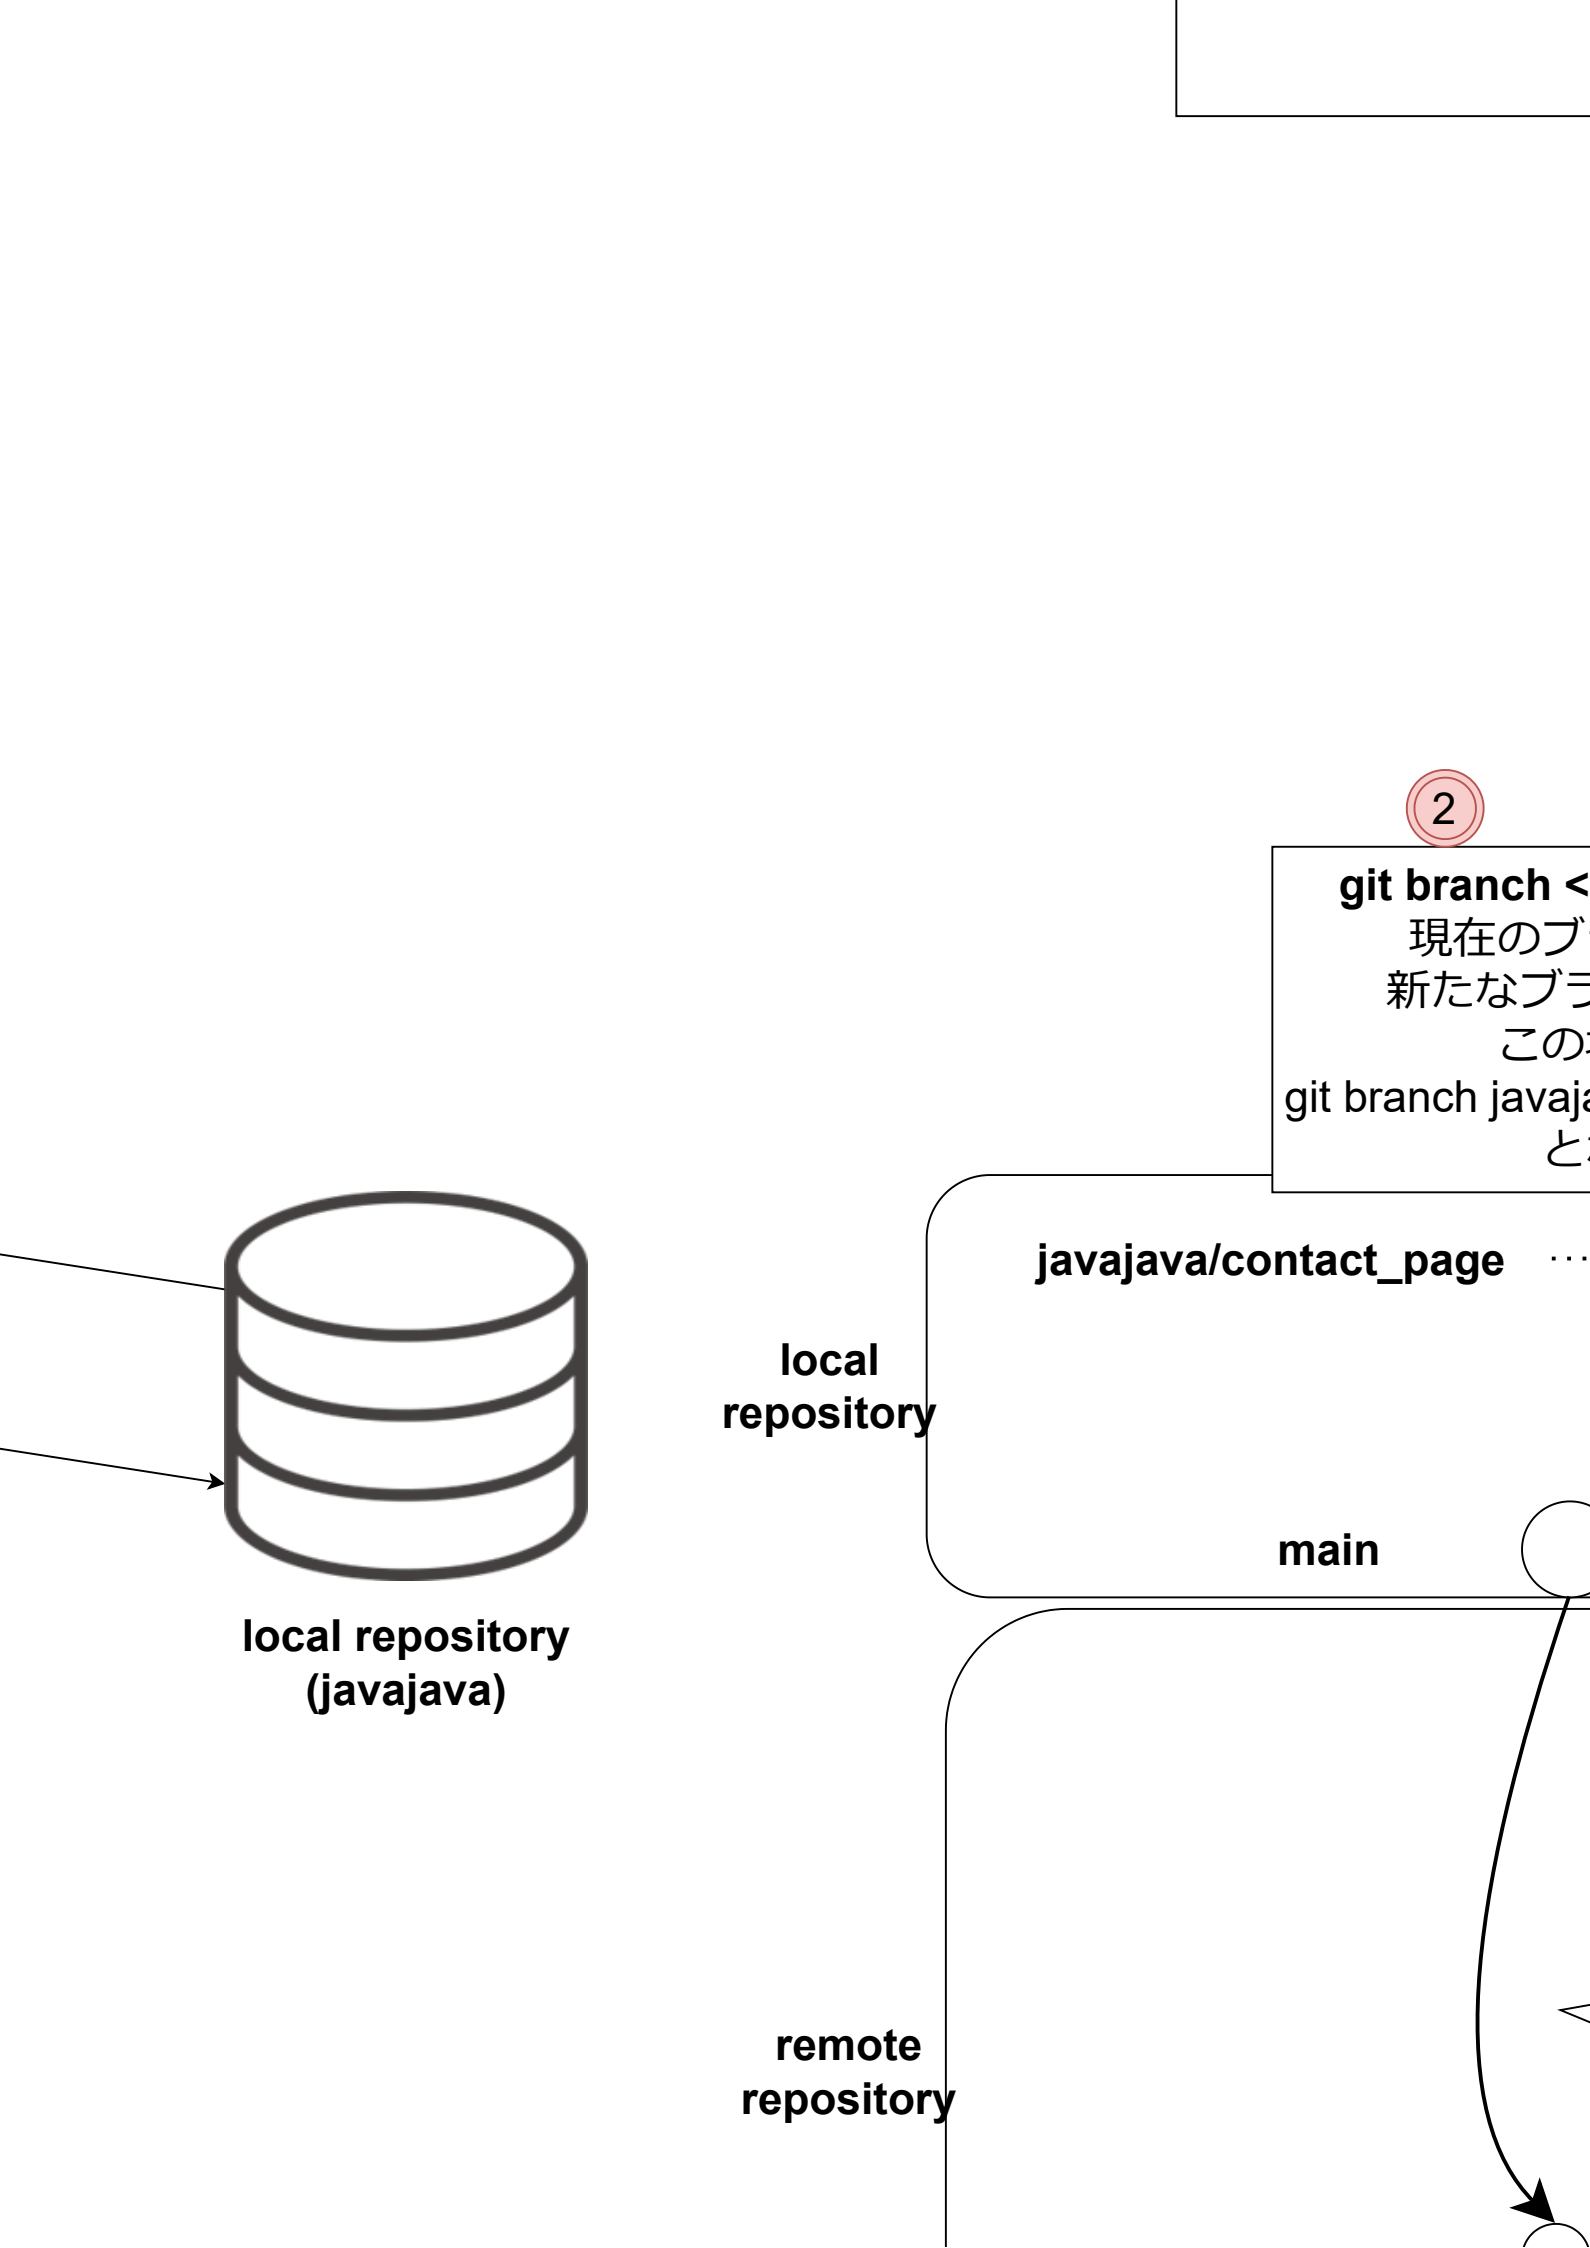 2
git branch <
現在のブ
新たなブラ
この
git branch javaja
とな
javajava/contact_page
local
repository
main
local repository
(javajava)
remote
repository